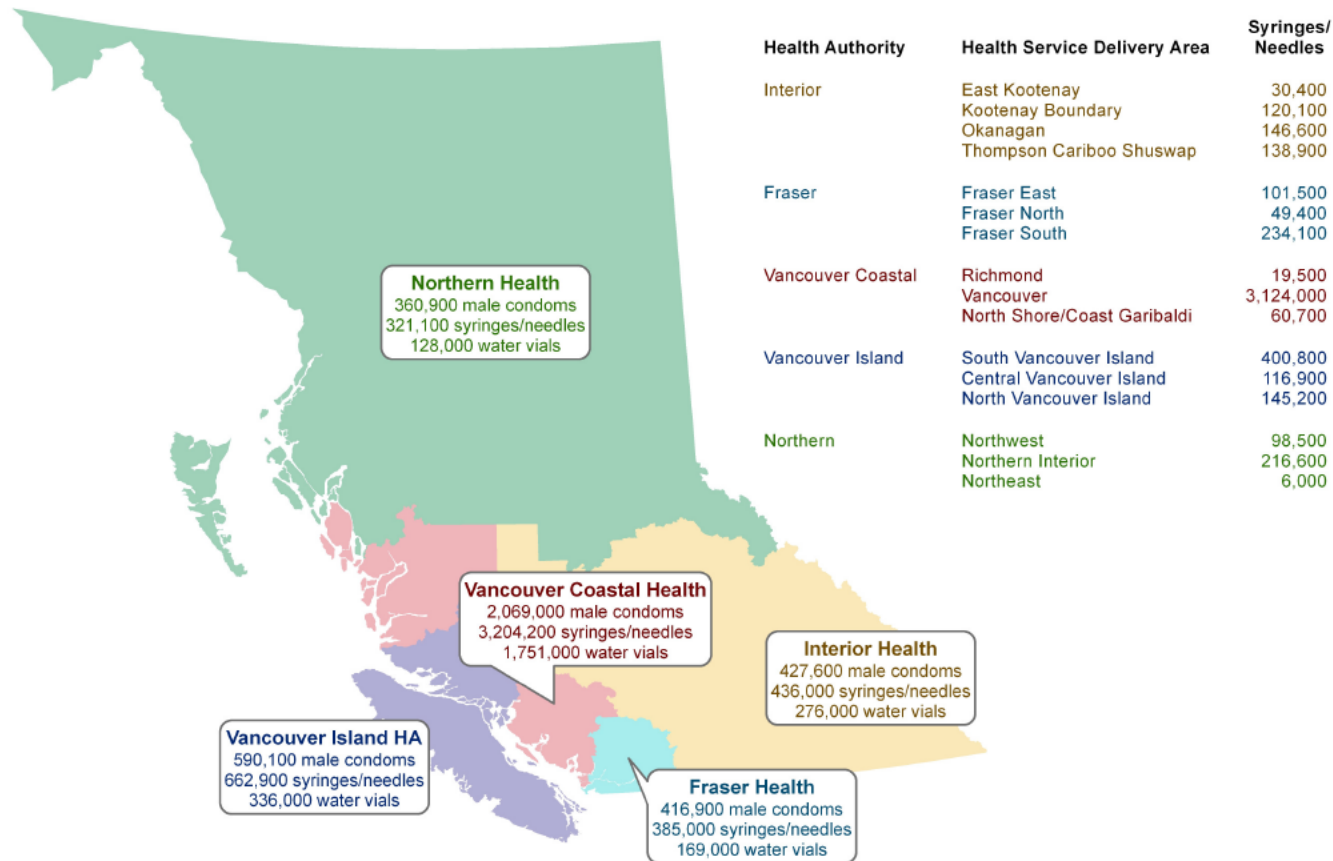 Health Authority Health Service Delivery Area Syringes/
Needles
Interior East Kootenay 30,400
Kootenay Boundary 120,100
Okanagan 146,600
Thompson Cariboo Shuswap 138,900
Fraser Fraser East 101,500
Fraser North 49,400
Fraser South 234,100
Vancouver Coastal Richmond 19,500
Vancouver 3,124,000
North Shore/Coast Garibaldi 60,700
Vancouver Island South Vancouver Island 400,800
Central Vancouver Island 116,900
North Vancouver Island 145,200
Northern Northwest 98,500
Northern Interior 216,600
Northeast 6,000
Northern Health
360,900 male condoms
321,100 syringes/needles
128,000 water vials
Vancouver Coastal Health
2,069,000 male condoms
3,204,200 syringes/needles
1,751,000 water vials
Interior Health
427,600 male condoms
436,000 syringes/needles
276,000 water vials
Vancouver Island HA
590,100 male condoms
662,900 syringes/needles
336,000 water vials
Fraser Health
416,900 male condoms
385,000 syringes/needles
169,000 water vials